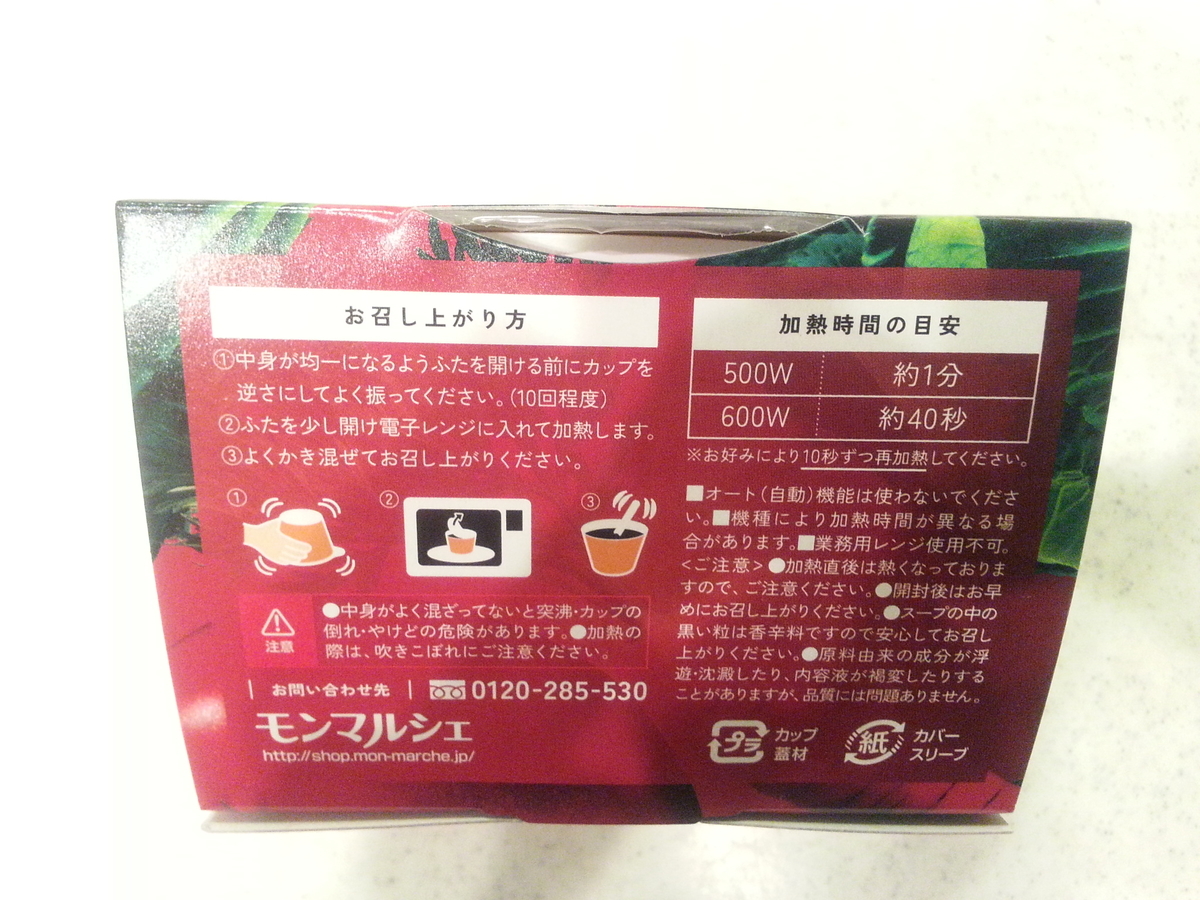 お召し上がり方
①中身が均一になるようふたを開ける前にカップを
逆さにしてよく振ってください。(10回程度)
②ふたを少し開け電子レンジに入れて加熱します。
③よくかき混ぜてお召し上がりください。
① ② ③
注意
●中身がよく混ざってないと突沸・カップの
倒れ・やけどの危険があります。●加熱の
際は、吹きこぼれにご注意ください。
お問い合わせ先 0120-285-530
モンマルシェ
http://shop.mon-marche.jp/
加熱時間の目安
500W 約1分
600W 約40秒
※お好みにより10秒ずつ再加熱してください。
■オート(自動)機能は使わないでくださ
い。■機種により加熱時間が異なる場
合があります。■業務用レンジ使用不可。
<ご注意>●加熱直後は熱くなっておりま
すので、ご注意ください。●開封後はお早
めにお召し上がりください。●スープの中の
黒い粒は香辛料ですので安心してお召し
上がりください。●原料由来の成分が浮
遊・沈澱したり、内容液が褐変したりする
ことがありますが、品質には問題ありません。
プラ カップ
蓋材
紙 カバー
スリーブ